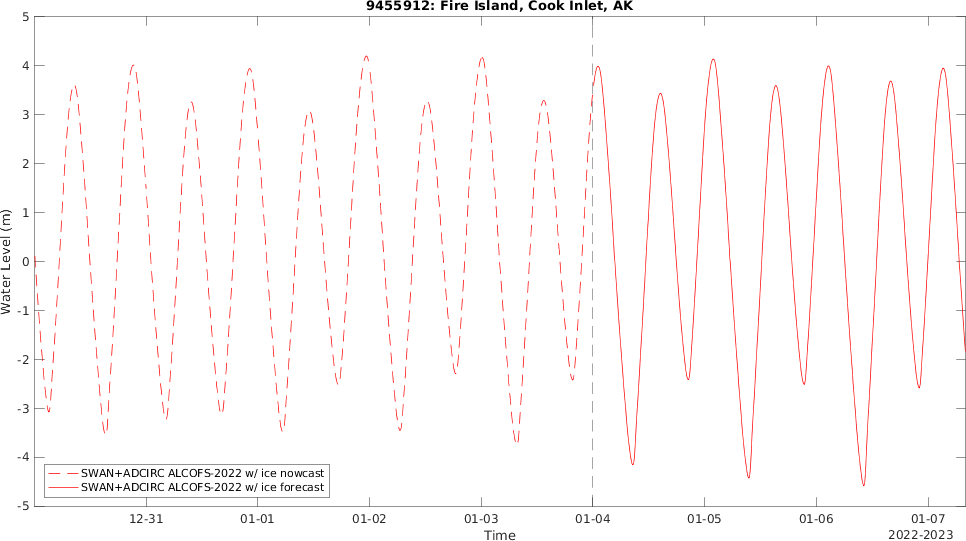 9455912: Fire Island, Cook Inlet, AK
5
4
3
2
1
0
-1
-2
-3
-4
-5
Water Level (m)
SWAN+ADCIRC ALCOFS-2022 w/ ice nowcast
SWAN+ADCIRC ALCOFS-2022 w/ ice forecast
12-31 01-01 01-02 01-03 01-04 01-05 01-06 01-07
Time
2022-2023